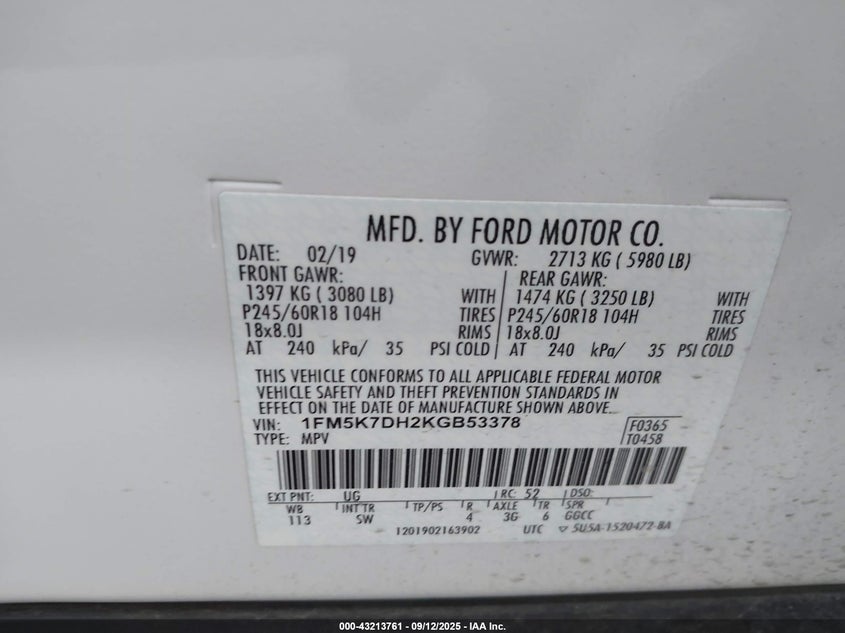 MFD. BY FORD MOTOR CO.
DATE: 02/19 GVWR: 2713 KG ( 5980 LB)
FRONT GAWR: REAR GAWR:
1397 KG ( 3080 LB) WITH 1474 KG ( 3250 LB) WITH
P245/60R18 104H TIRES P245/60R18 104H TIRES
18x8.0J RIMS 18x8.0J RIMS
AT 240 kPa/ 35 PSI COLD AT 240 kPa/ 35 PSI COLD
THIS VEHICLE CONFORMS TO ALL APPLICABLE FEDERAL MOTOR
VEHICLE SAFETY AND THEFT PREVENTION STANDARDS IN
EFFECT ON THE DATE OF MANUFACTURE SHOWN ABOVE.
VIN: 1FM5K7DH2KGB53378 F0365
TYPE: MPV T0458
EXT PNT: UG RC: 52 DSO:
WB INT TR TP/PS R AXLE TR SPR
113 SW 4 3G 6 GGCC
1201902163902 UTC 5U5A-1520472-BA
000-43213761 - 09/12/2025 - IAA Inc.